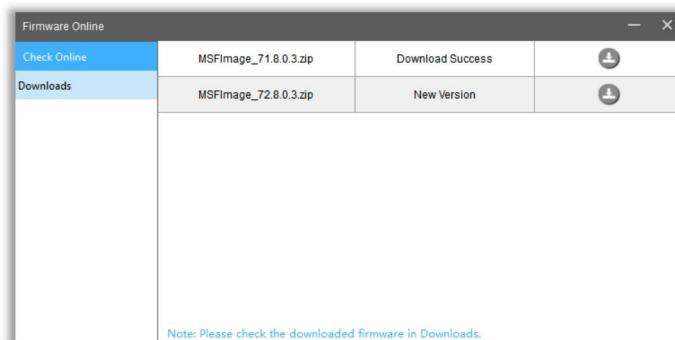 Firmware Online
Check Online
MSFImage_71.8.0.3.zip Download Success
Downloads
MSFImage_72.8.0.3.zip New Version
Note: Please check the downloaded firmware in Downloads.